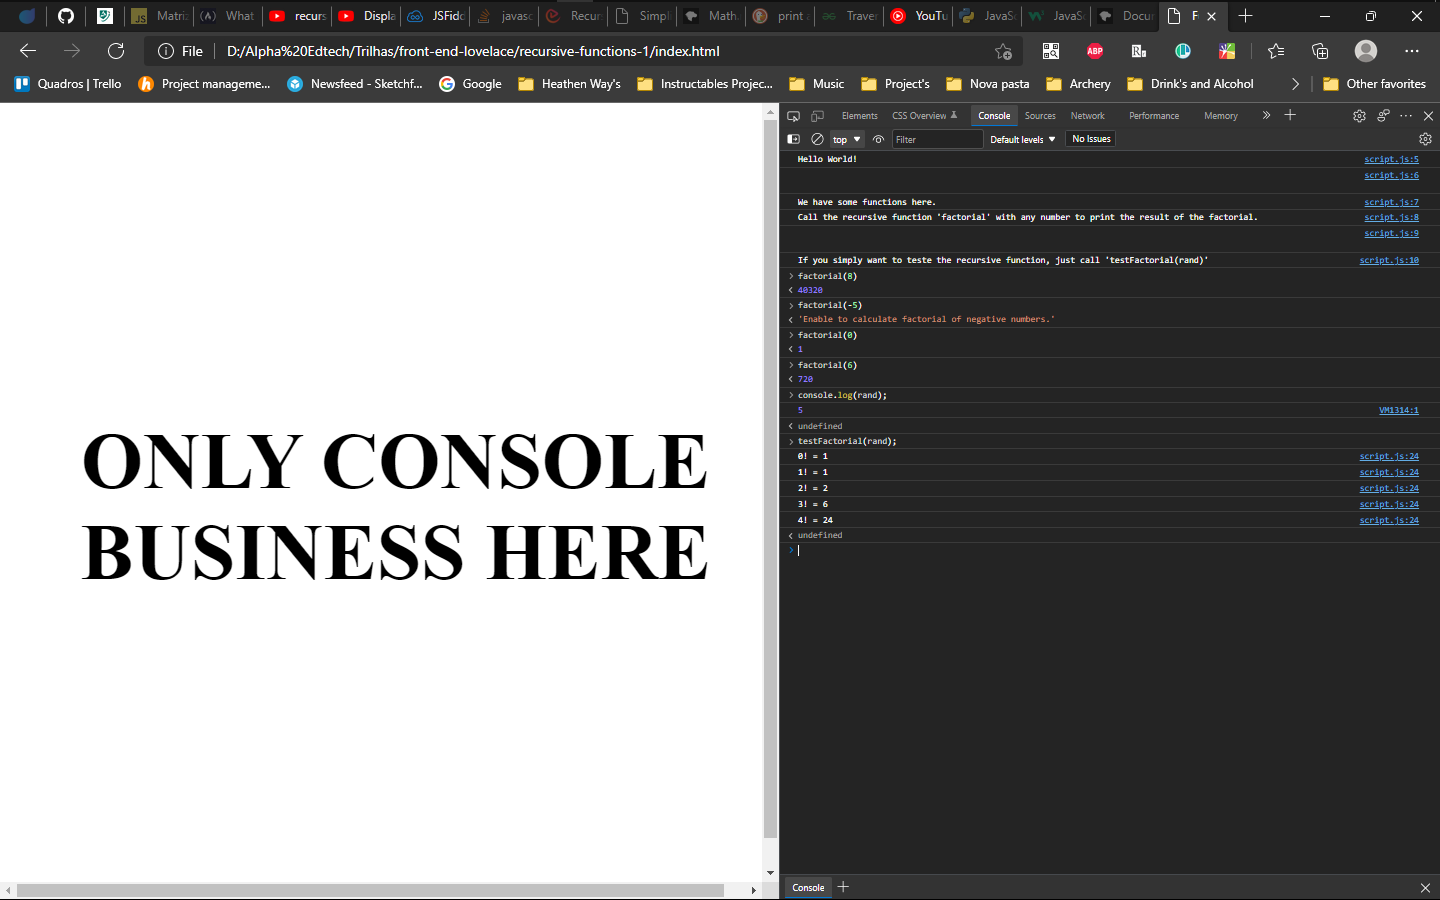 JS Matri What recurs Displa JSFidd javasc Recur Simpl Math. print Traver YouTu JavaSc JavaSc Docu F
File D:/Alpha%20Edtech/Trilhas/front-end-lovelace/recursive-functions-1/index.html ABP
Quadros | Trello Project manageme... Newsfeed - Sketchf... Google Heathen Way's Instructables Projec... Music Project's Nova pasta Archery Drink's and Alcohol Other favorites
Elements CSS Overview Console Sources Network Performance Memory
top Filter Default levels No Issues
Hello World! script.js:5
script.js:6
We have some functions here. script.js:7
Call the recursive function 'factorial' with any number to print the result of the factorial. script.js:8
script.js:9
If you simply want to teste the recursive function, just call 'testFactorial(rand)' script.js:10
> factorial(8)
< 40320
> factorial(-5)
< 'Enable to calculate factorial of negative numbers.'
> factorial(0)
< 1
> factorial(6)
< 720
> console.log(rand);
5 VM1314:1
< undefined
> testFactorial(rand);
0! = 1 script.js:24
1! = 1 script.js:24
2! = 2 script.js:24
3! = 6 script.js:24
4! = 24 script.js:24
< undefined
>
ONLY CONSOLE
BUSINESS HERE
Console